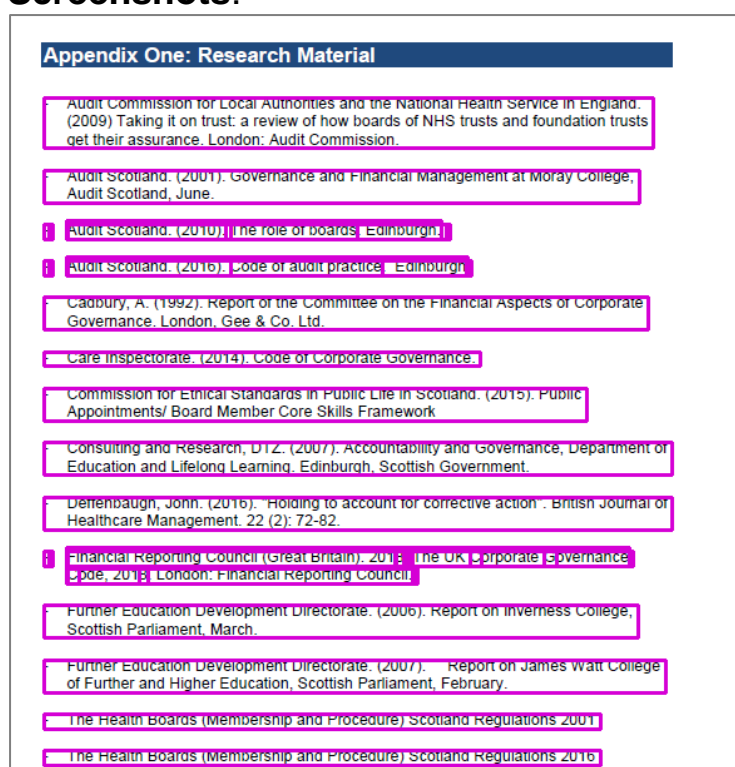 Screenshots:
Appendix One: Research Material
- Audit Commission for Local Authorities and the National Health Service in England.
(2009) Taking it on trust: a review of how boards of NHS trusts and foundation trusts
get their assurance. London: Audit Commission.
- Audit Scotland. (2001). Governance and Financial Management at Moray College,
Audit Scotland, June.
- Audit Scotland. (2010). The role of boards, Edinburgh.
- Audit Scotland. (2016). Code of audit practice, Edinburgh
- Cadbury, A. (1992). Report of the Committee on the Financial Aspects of Corporate
Governance. London, Gee & Co. Ltd.
- Care Inspectorate. (2014). Code of Corporate Governance.
- Commission for Ethical Standards in Public Life in Scotland. (2015). Public
Appointments/ Board Member Core Skills Framework
- Consulting and Research, DTZ. (2007). Accountability and Governance, Department of
Education and Lifelong Learning. Edinburgh, Scottish Government.
- Deffenbaugh, John. (2016). "Holding to account for corrective action". British Journal of
Healthcare Management. 22 (2): 72-82.
- Financial Reporting Council (Great Britain). The UK Corporate Governance
Code, London: Financial Reporting Council.
- Further Education Development Directorate. (2006). Report on Inverness College,
Scottish Parliament, March.
- Further Education Development Directorate. (2007). Report on James Watt College
of Further and Higher Education, Scottish Parliament, February.
- The Health Boards (Membership and Procedure) Scotland Regulations 2001
- The Health Boards (Membership and Procedure) Scotland Regulations 2016